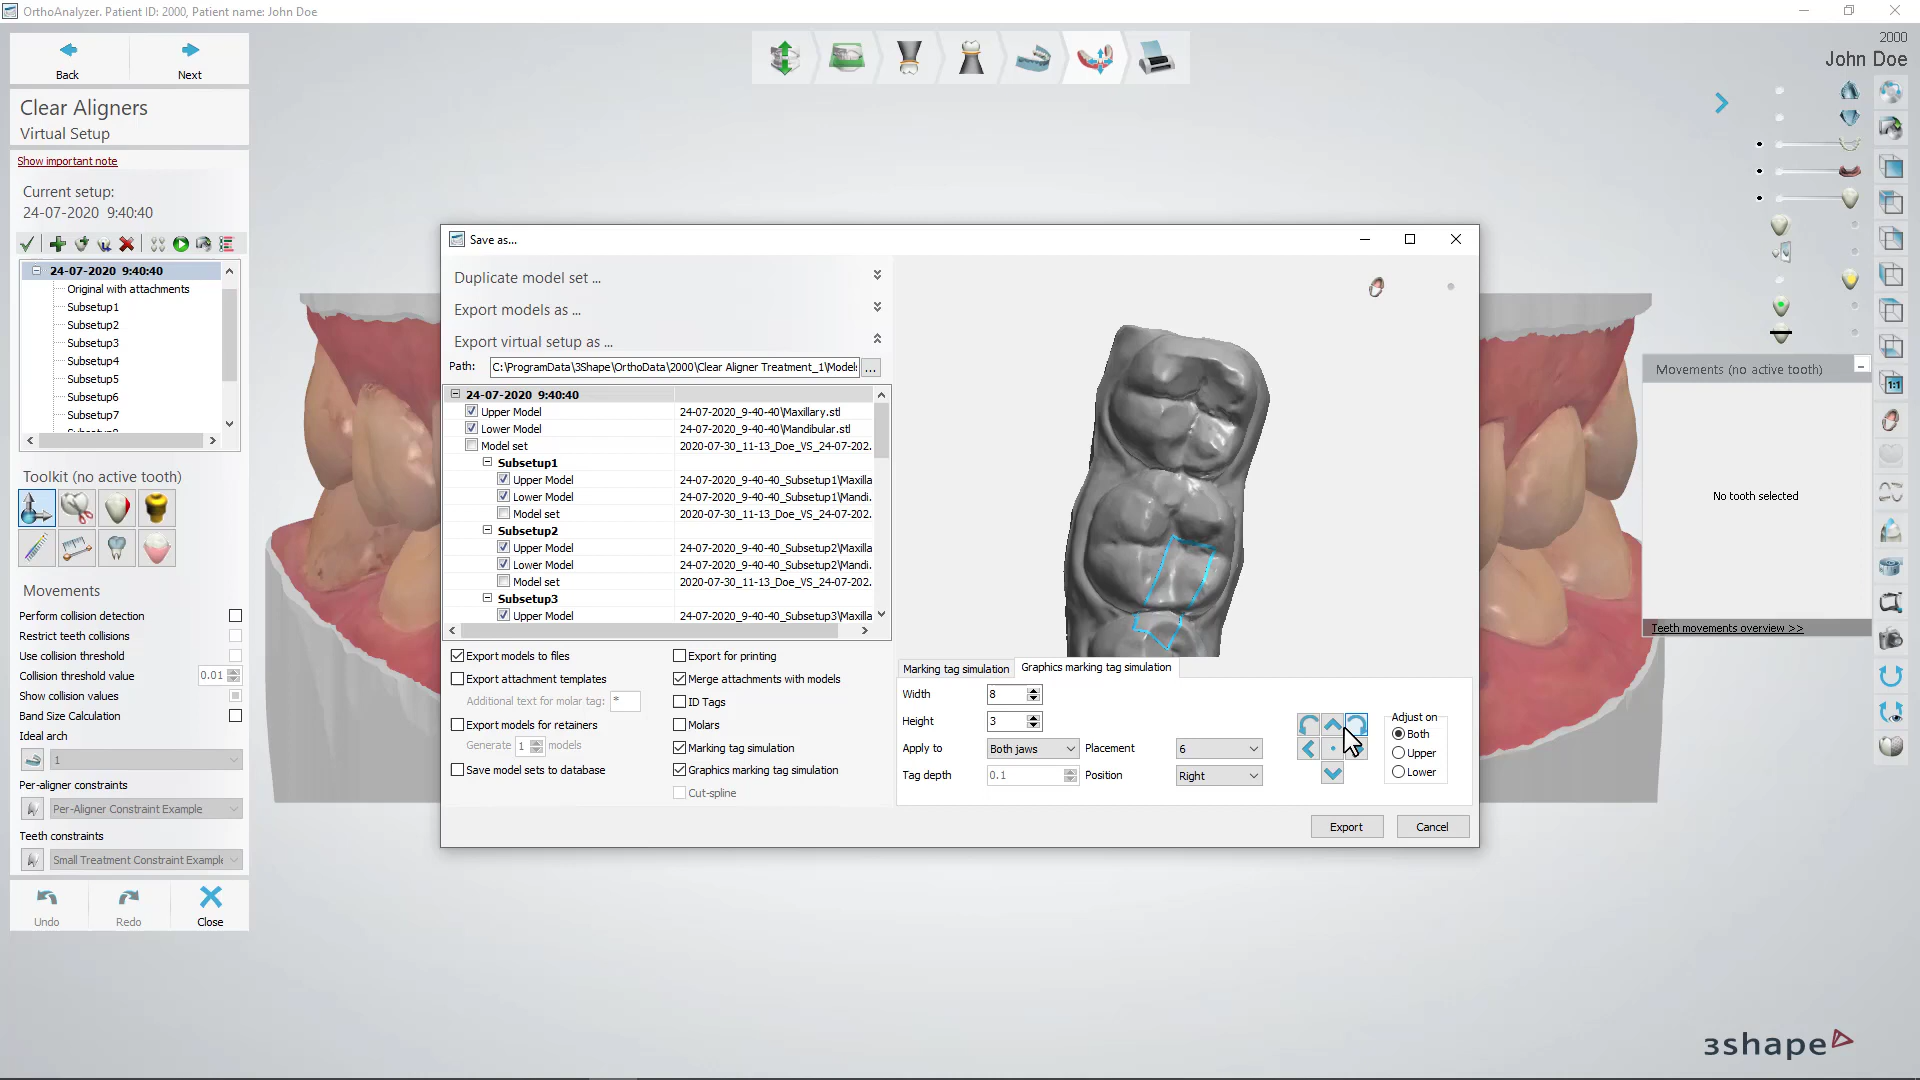 OrthoAnalyzer. Patient ID: 2000, Patient name: John Doe
Back
Next
2000
John Doe
Clear Aligners
Virtual Setup
Show important note
Current setup:
24-07-2020 9:40:40
24-07-2020 9:40:40
Original with attachments
Subsetup1
Subsetup2
Subsetup3
Subsetup4
Subsetup5
Subsetup6
Subsetup7
Toolkit (no active tooth)
Movements
Perform collision detection
Restrict teeth collisions
Use collision threshold
Collision threshold value 0.01
Show collision values
Band Size Calculation
Ideal arch
1
Per-aligner constraints
Per-Aligner Constraint Example
Teeth constraints
Small Treatment Constraint Example
Undo
Redo
Close
Save as...
Duplicate model set ...
Export models as ...
Export virtual setup as ...
Path: C:\ProgramData\3Shape\OrthoData\2000\Clear Aligner Treatment_1\Model: ...
24-07-2020 9:40:40
Upper Model 24-07-2020_9-40-40\Maxillary.stl
Lower Model 24-07-2020_9-40-40\Mandibular.stl
Model set 2020-07-30_11-13_Doe_VS_24-07-202...
Subsetup1
Upper Model 24-07-2020_9-40-40_Subsetup1\Maxilla
Lower Model 24-07-2020_9-40-40_Subsetup1\Mandi.
Model set 2020-07-30_11-13_Doe_VS_24-07-202...
Subsetup2
Upper Model 24-07-2020_9-40-40_Subsetup2\Maxilla
Lower Model 24-07-2020_9-40-40_Subsetup2\Mandi.
Model set 2020-07-30_11-13_Doe_VS_24-07-202...
Subsetup3
Upper Model 24-07-2020_9-40-40_Subsetup3\Maxilla
Export models to files
Export attachment templates
Additional text for molar tag: *
Export models for retainers
Generate 1 models
Save model sets to database
Export for printing
Merge attachments with models
ID Tags
Molars
Marking tag simulation
Graphics marking tag simulation
Cut-spline
Marking tag simulation
Graphics marking tag simulation
Width 8
Height 3
Apply to Both jaws
Placement 6
Tag depth 0.1
Position Right
Adjust on
Both
Upper
Lower
Export
Cancel
1:1
Movements (no active tooth)
No tooth selected
Teeth movements overview >>
3shape